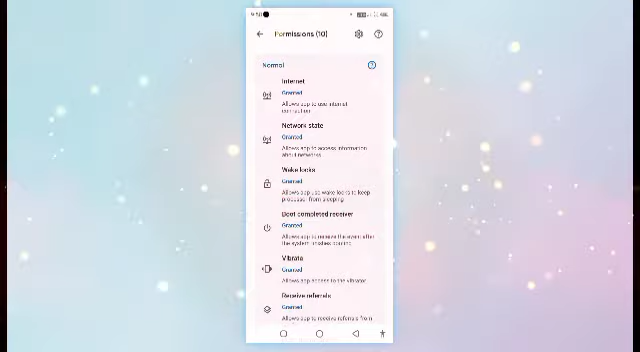 Permissions (10)
Normal
Internet
Granted
Allows app to use internet
connection
Network state
Granted
Allows app to access information
about networks
Wake locks
Granted
Allows app use wake locks to keep
processor from sleeping
Boot completed receiver
Granted
Allows app to receive the event after
the system finishes booting
Vibrate
Granted
Allows app access to the vibrator
Receive referrals
Granted
Allows app to receive referrals from